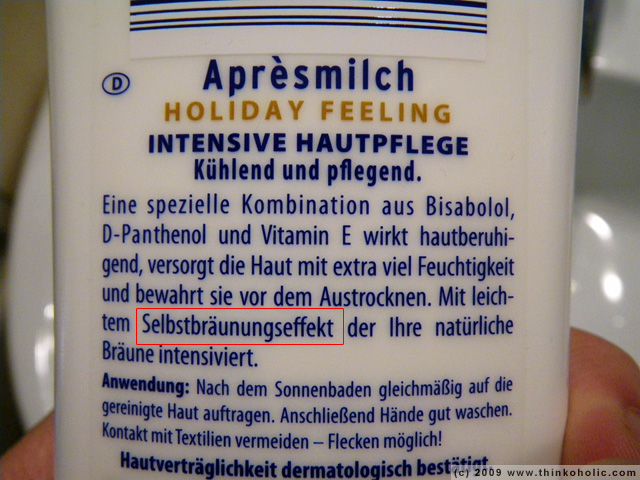 D
Aprèsmilch
HOLIDAY FEELING
INTENSIVE HAUTPFLEGE
Kühlend und pflegend.
Eine spezielle Kombination aus Bisabolol,
D-Panthenol und Vitamin E wirkt hautberuhi-
gend, versorgt die Haut mit extra viel Feuchtigkeit
und bewahrt sie vor dem Austrocknen. Mit leich-
tem Selbstbräunungseffekt der Ihre natürliche
Bräune intensiviert.
Anwendung: Nach dem Sonnenbaden gleichmäßig auf die
gereinigte Haut auftragen. Anschließend Hände gut waschen.
Kontakt mit Textilien vermeiden – Flecken möglich!
Hautverträglichkeit dermatologisch bestätigt
(c) 2009 www.thinkoholic.com